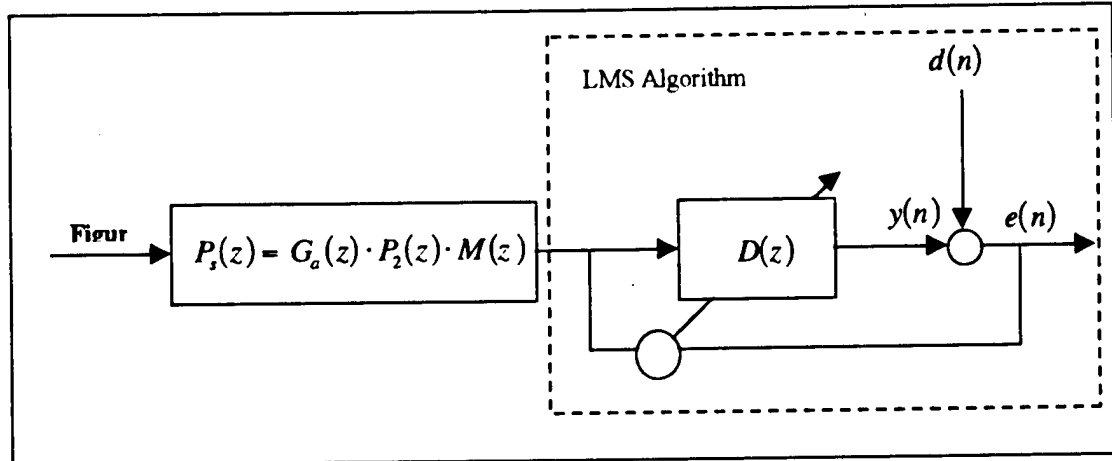 LMS Algorithm
d(n)
Figur
P_s(z) = G_a(z) · P_2(z) · M(z)
D(z)
y(n)
e(n)